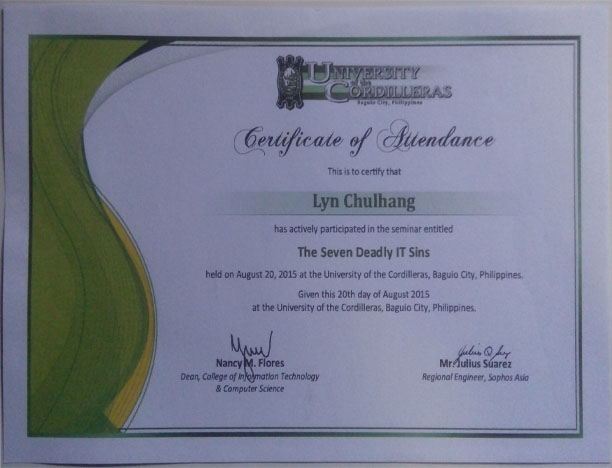 UNIVERSITY
of the
CORDILLERAS
Baguio City, Philippines
Certificate of Attendance
This is to certify that
Lyn Chulhang
has actively participated in the seminar entitled
The Seven Deadly IT Sins
held on August 20, 2015 at the University of the Cordilleras, Baguio City, Philippines.
Given this 20th day of August 2015
at the University of the Cordilleras, Baguio City, Philippines.
Nancy M. Flores
Dean, College of Information Technology
& Computer Science
Mr. Julius Suarez
Regional Engineer, Sophos Asia